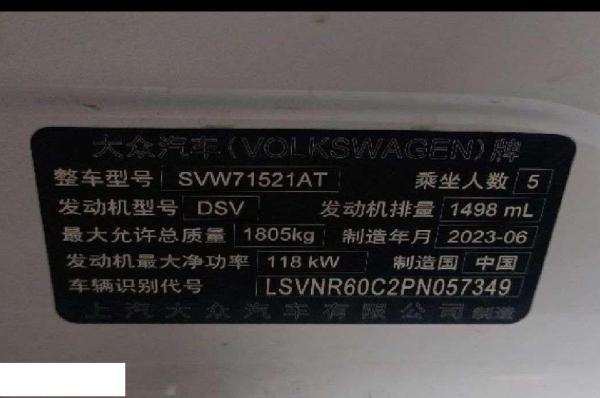 大众汽车(VOLKSWAGEN)牌
整车型号 SVW71521AT 乘坐人数 5
发动机型号 DSV 发动机排量 1498 mL
最大允许总质量 1805kg 制造年月 2023-06
发动机最大净功率 118 kW 制造国 中国
车辆识别代号 LSVNR60C2PN057349
上汽大众汽车有限公司 制造